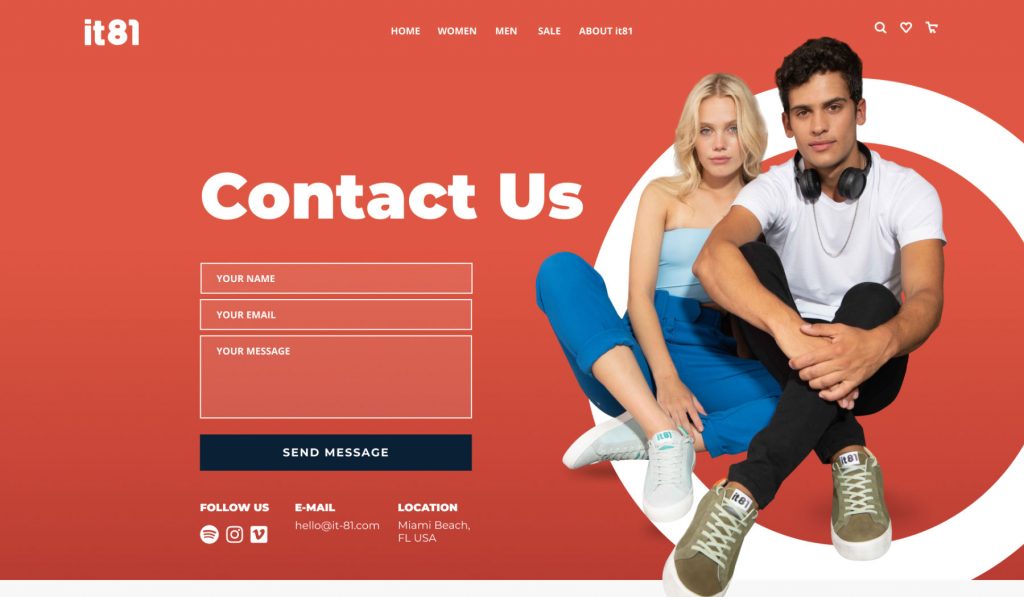 it81
HOME WOMEN MEN SALE ABOUT it81
Contact Us
YOUR NAME
YOUR EMAIL
YOUR MESSAGE
SEND MESSAGE
FOLLOW US
E-MAIL
hello@it-81.com
LOCATION
Miami Beach,
FL USA
it81
it81
it81